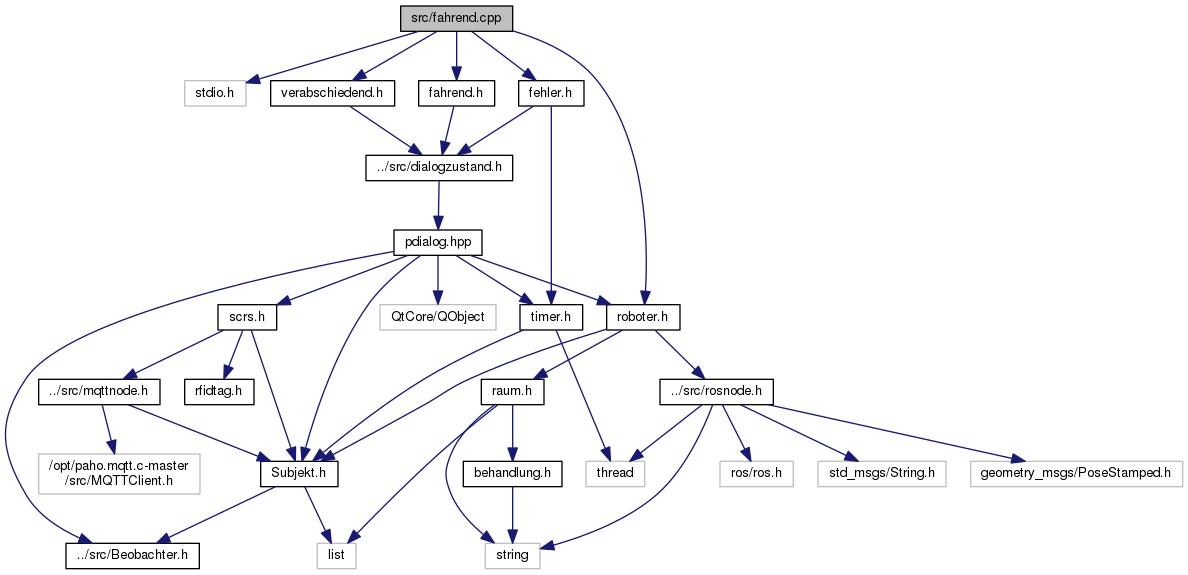 src/fahrend.cpp
stdio.h
verabschiedend.h
fahrend.h
fehler.h
../src/dialogzustand.h
pdialog.hpp
scrs.h
QtCore/QObject
timer.h
roboter.h
../src/mqttnode.h
rfidtag.h
raum.h
../src/rosnode.h
/opt/paho.mqtt.c-master
/src/MQTTClient.h
Subjekt.h
behandlung.h
thread
ros/ros.h
std_msgs/String.h
geometry_msgs/PoseStamped.h
../src/Beobachter.h
list
string